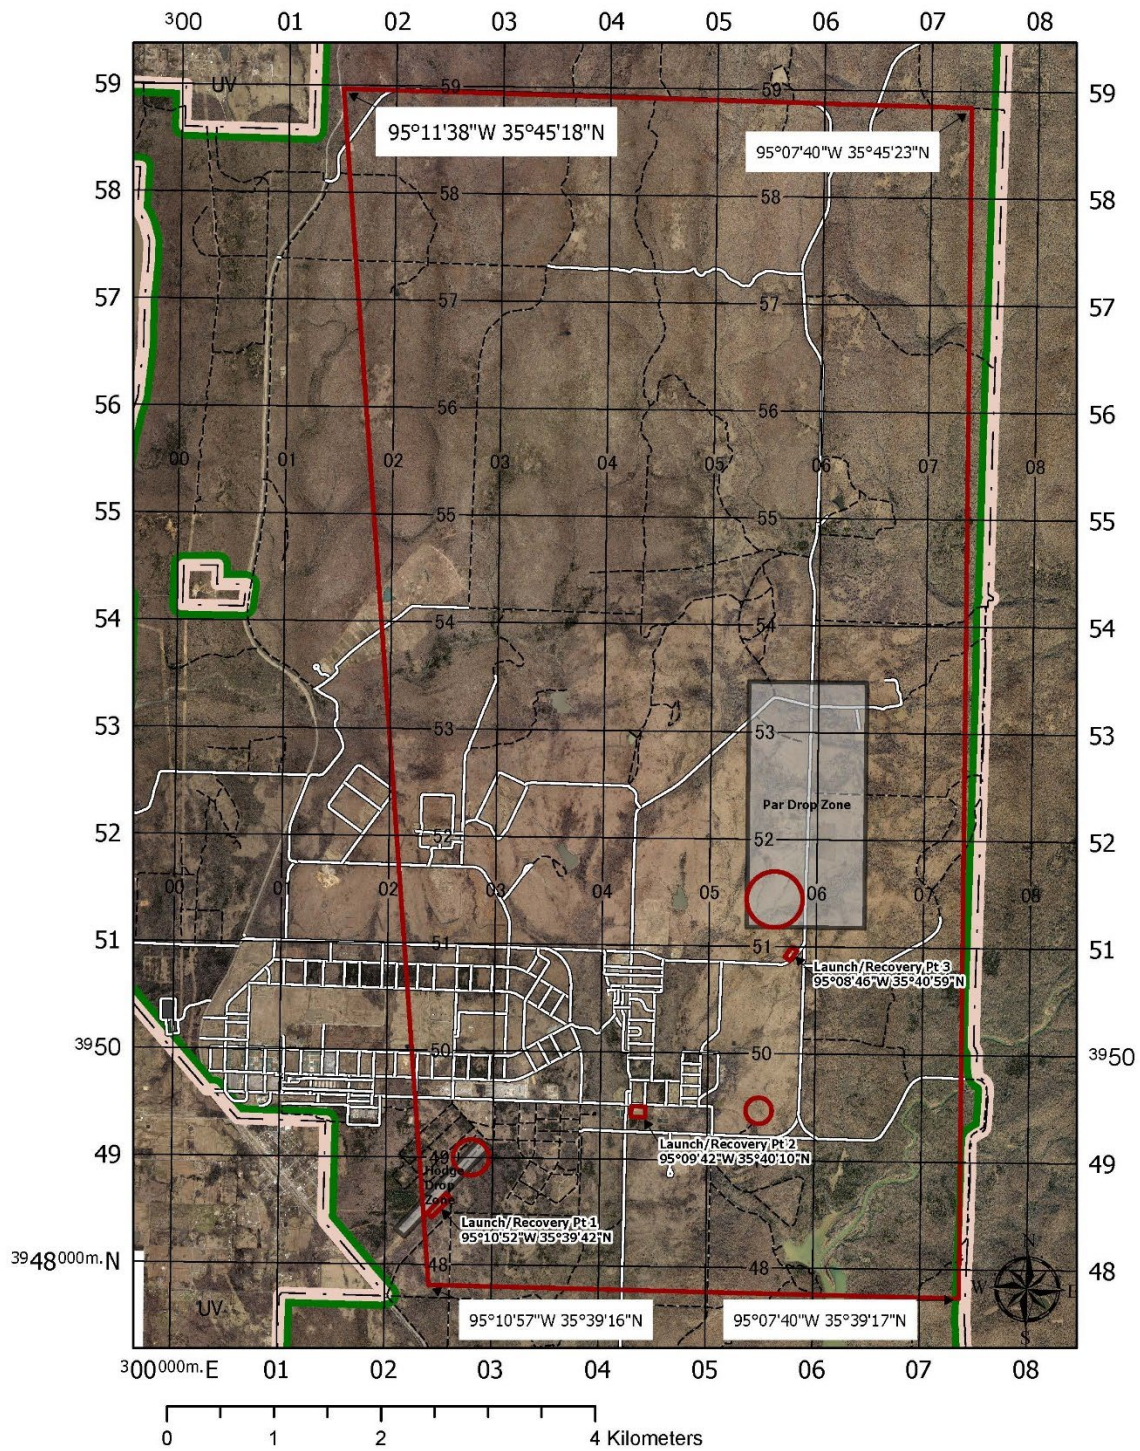 300 01 02 03 04 05 06 07 08
59 UV 59 59 59
95°11'38"W 35°45'18"N
95°07'40"W 35°45'23"N
58 58 58 58
57 57 57 57
56 56 56 56
00 01 02 03 04 05 06 07 08
55 55 55 55
54 54 54 54
53 53 53 53
Par Drop Zone
52 52 52 52
00 01 02 03 04 05 06 07 08
51 51 51 51
Launch/Recovery Pt 3
95°08'46"W 35°40'59"N
3950 50 50 3950
Launch/Recovery Pt 2
95°09'42"W 35°40'10"N
49 49 49
Hodge
Drop
Zone
Launch/Recovery Pt 1
95°10'52"W 35°39'42"N
3948000m.N 48 48 48
N
W E
S
UV
95°10'57"W 35°39'16"N
95°07'40"W 35°39'17"N
300000m.E 01 02 03 04 05 06 07 08
0 1 2 4 Kilometers